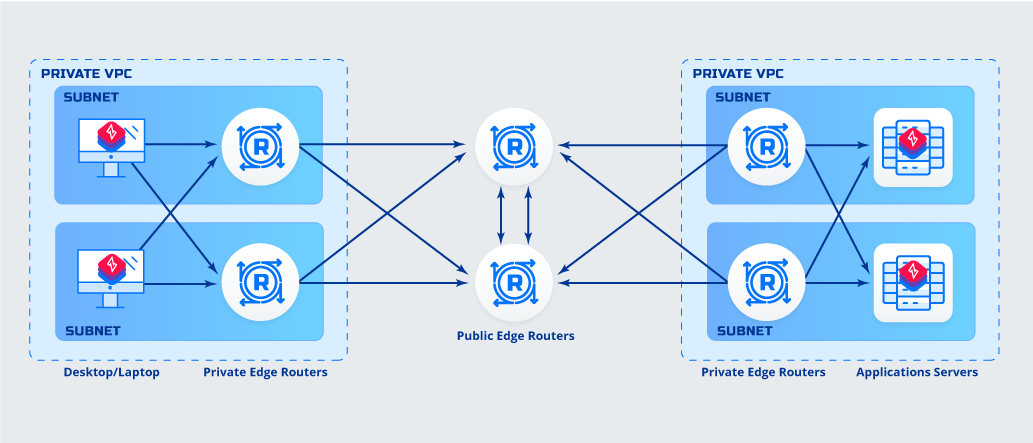 PRIVATE VPC
SUBNET
R
R
SUBNET
Desktop/Laptop
Private Edge Routers
R
R
Public Edge Routers
PRIVATE VPC
SUBNET
R
R
SUBNET
Private Edge Routers
Applications Servers